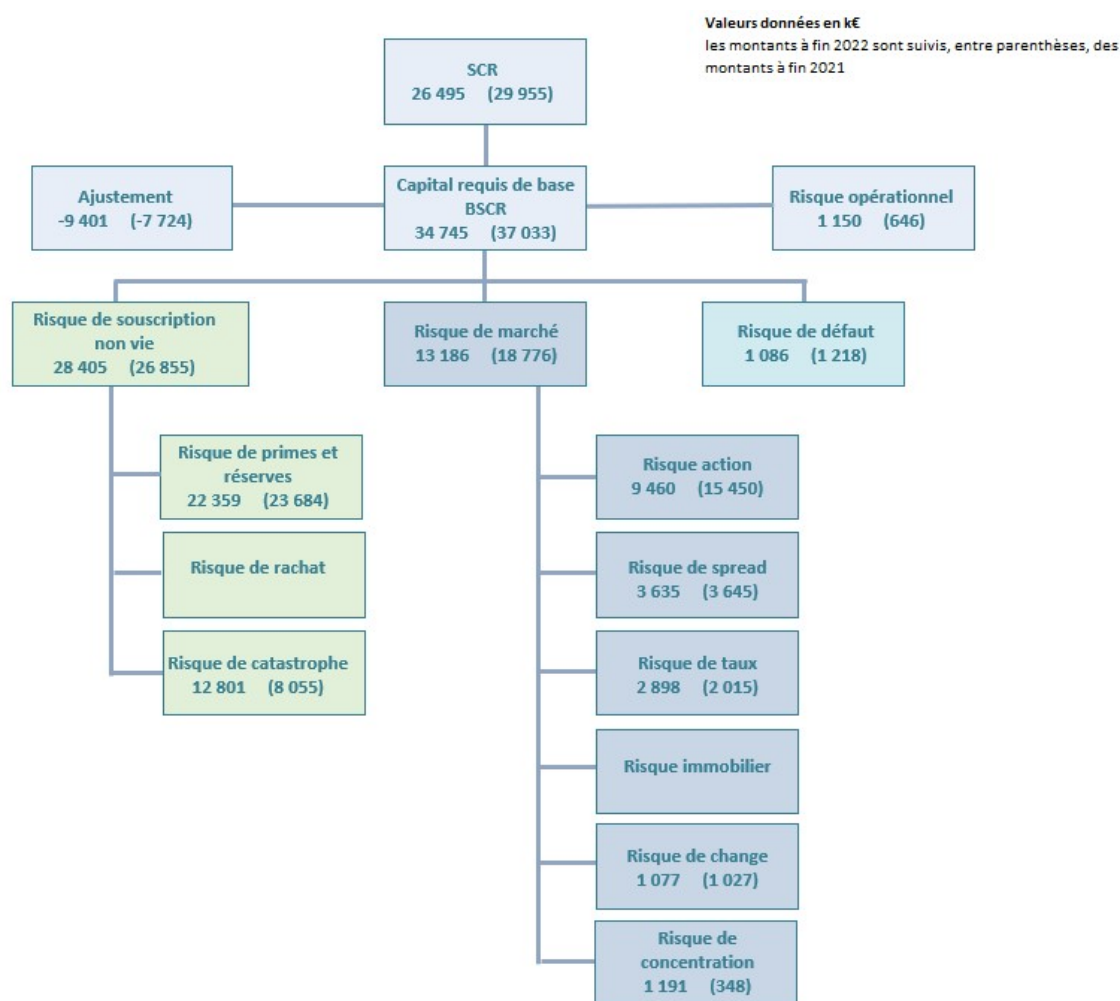 Valeurs données en k€
les montants à fin 2022 sont suivis, entre parenthèses, des
montants à fin 2021
SCR
26 495 (29 955)
Ajustement
-9 401 (-7 724)
Capital requis de base
BSCR
34 745 (37 033)
Risque opérationnel
1 150 (646)
Risque de souscription
non vie
28 405 (26 855)
Risque de marché
13 186 (18 776)
Risque de défaut
1 086 (1 218)
Risque de primes et
réserves
22 359 (23 684)
Risque de rachat
Risque de catastrophe
12 801 (8 055)
Risque action
9 460 (15 450)
Risque de spread
3 635 (3 645)
Risque de taux
2 898 (2 015)
Risque immobilier
Risque de change
1 077 (1 027)
Risque de
concentration
1 191 (348)